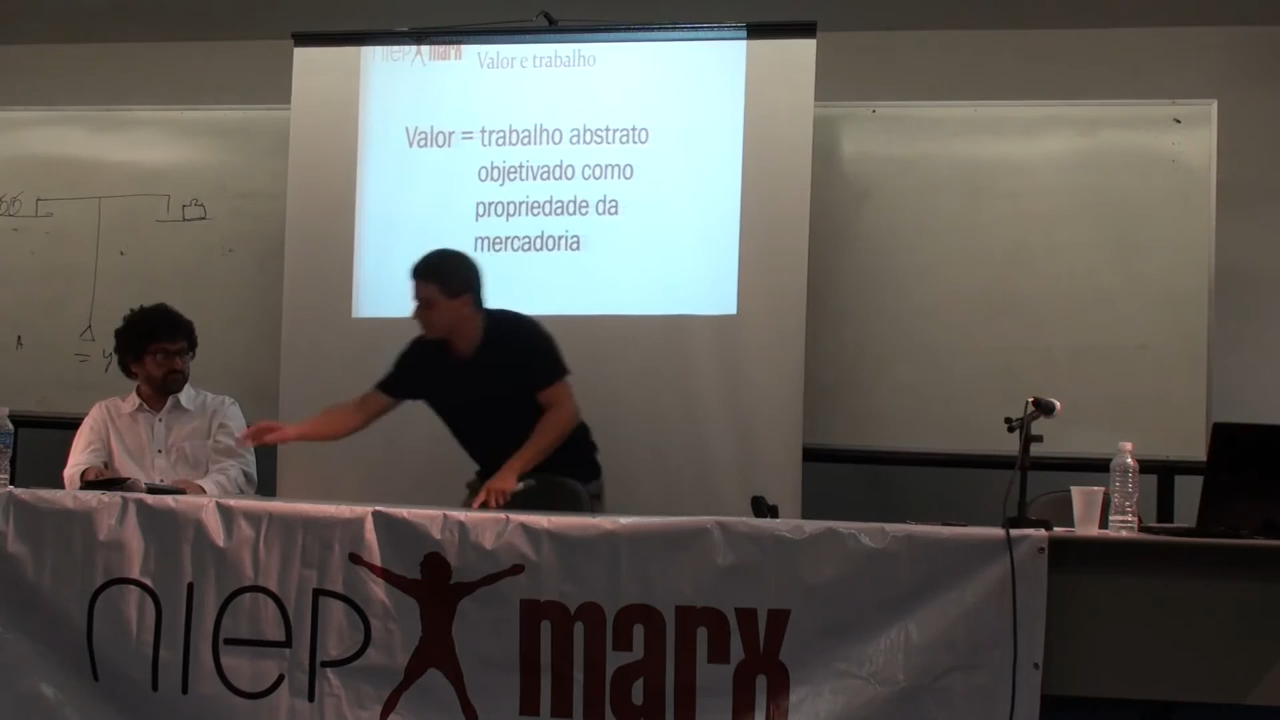 niep marx
Valor e trabalho
Valor = trabalho abstrato
objetivado como
propriedade da
mercadoria
A
= y
niep marx